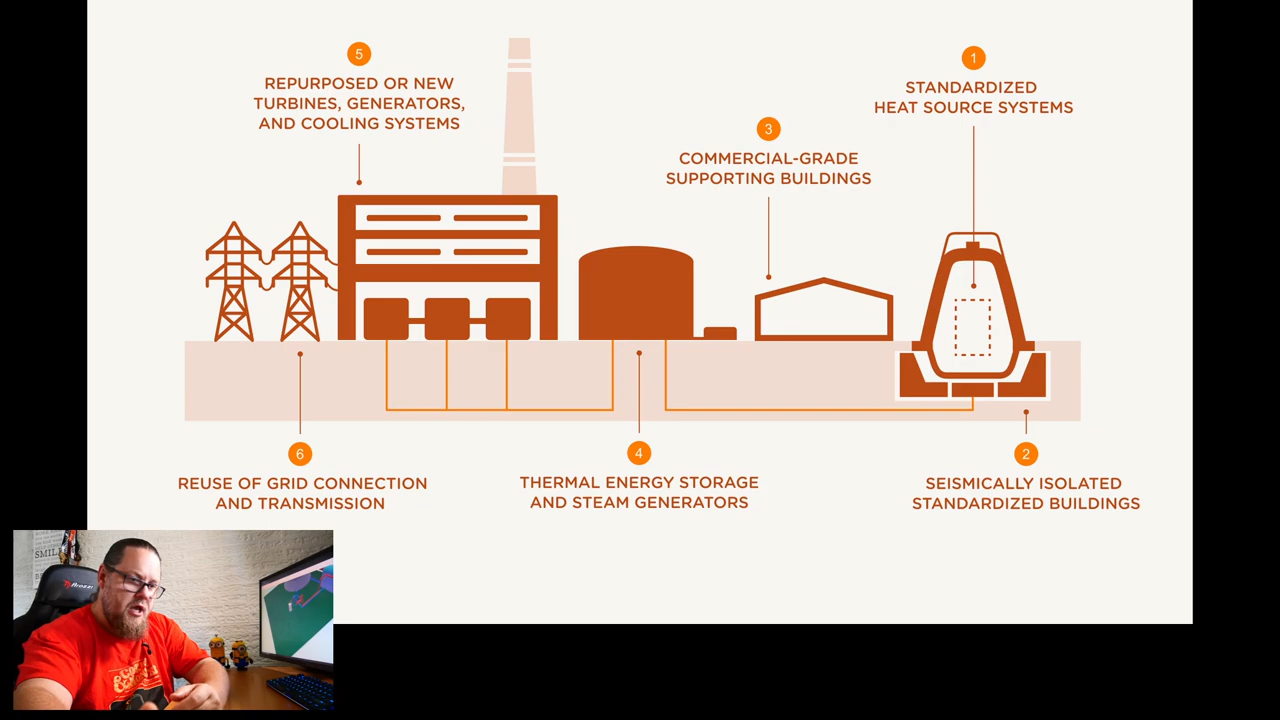 5
REPURPOSED OR NEW
TURBINES, GENERATORS,
AND COOLING SYSTEMS
1
STANDARDIZED
HEAT SOURCE SYSTEMS
3
COMMERCIAL-GRADE
SUPPORTING BUILDINGS
6
REUSE OF GRID CONNECTION
AND TRANSMISSION
4
THERMAL ENERGY STORAGE
AND STEAM GENERATORS
2
SEISMICALLY ISOLATED
STANDARDIZED BUILDINGS
SMILE
Arozzi